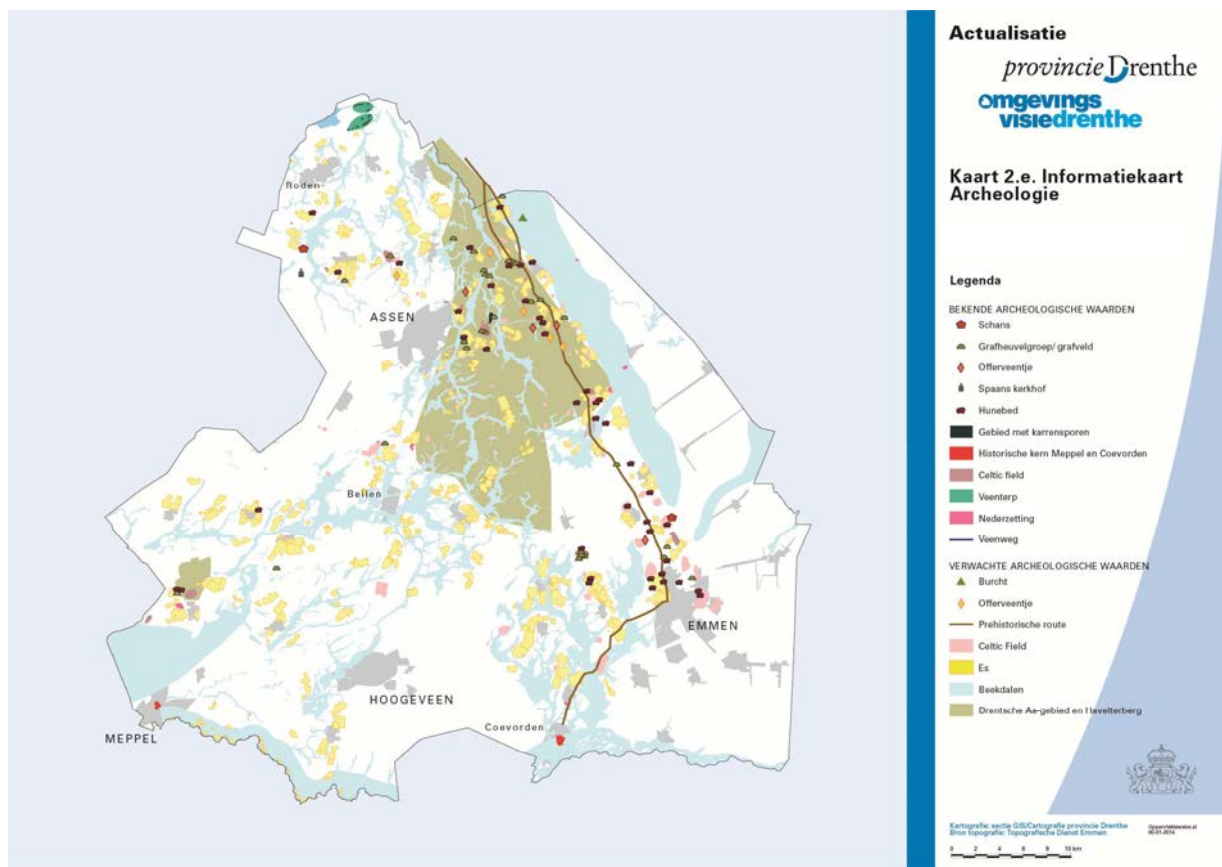 Actualisatie
provincie Drenthe
omgevings
visiedrenthe
Kaart 2.e. Informatiekaart
Archeologie
Legenda
BEKENDE ARCHEOLOGISCHE WAARDEN
Schans
Grafheuvelgroep/ grafveld
Offerveentje
Spaans kerkhof
Hunebed
Gebied met karrensporen
Historische kern Meppel en Coevorden
Celtic field
Veenterp
Nederzetting
Veenweg
VERWACHTE ARCHEOLOGISCHE WAARDEN
Burcht
Offerveentje
Prehistorische route
Celtic Field
Es
Beekdalen
Drentsche Aa-gebied en Havelterberg
Kartografie: sectie GIS/Cartografie provincie Drenthe
Bron topografie: Topografische Dienst Emmen
0 2 4 6 8 10 km
Roden
ASSEN
Beilen
EMMEN
HOOGEVEEN
Coevorden
MEPPEL